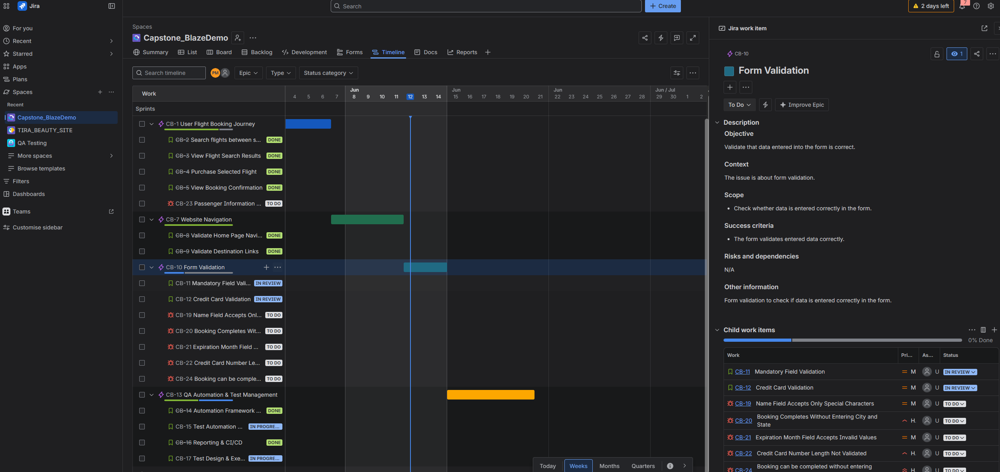 Jira
Search
+ Create
2 days left
7
For you
Recent
Starred
Apps
Plans
Spaces
Recent
Capstone_BlazeDemo
TIRA_BEAUTY_SITE
QA Testing
More spaces
Browse templates
Filters
Dashboards
Teams
Customise sidebar
Spaces
Capstone_BlazeDemo
Summary List Board Backlog Development Forms Timeline Docs Reports
Search timeline
PM
Epic Type Status category
Work
Jun Jun Jun Jun / Jul
4 5 6 7 8 9 10 11 12 13 14 15 16 17 18 19 20 21 22 23 24 25 26 27 28 29 30 1 2
Sprints
CB-1 User Flight Booking Journey
CB-2 Search flights between s... DONE
CB-3 View Flight Search Results DONE
CB-4 Purchase Selected Flight DONE
CB-5 View Booking Confirmation DONE
CB-23 Passenger Information ... TO DO
CB-7 Website Navigation
CB-8 Validate Home Page Navi... DONE
CB-9 Validate Destination Links DONE
CB-10 Form Validation
CB-11 Mandatory Field Vali... IN REVIEW
CB-12 Credit Card Validation IN REVIEW
CB-19 Name Field Accepts Onl... TO DO
CB-20 Booking Completes Wit... TO DO
CB-21 Expiration Month Field ... TO DO
CB-22 Credit Card Number Le... TO DO
CB-24 Booking can be comple... TO DO
CB-13 QA Automation & Test Management
CB-14 Automation Framework ... DONE
CB-15 Test Automation ... IN PROGRE...
CB-16 Reporting & CI/CD DONE
CB-17 Test Design & Exe... IN PROGRE...
Today Weeks Months Quarters
Jira work item
CB-10
1
Form Validation
To Do
Improve Epic
Description
Objective
Validate that data entered into the form is correct.
Context
The issue is about form validation.
Scope
• Check whether data is entered correctly in the form.
Success criteria
• The form validates entered data correctly.
Risks and dependencies
N/A
Other information
Form validation to check if data is entered correctly in the form.
Child work items
0% Done
Work Pri... As... Status
CB-11 Mandatory Field Validation M U IN REVIEW
CB-12 Credit Card Validation M U IN REVIEW
CB-19 Name Field Accepts Only Special Characters M U TO DO
CB-20 Booking Completes Without Entering City and
State H. U TO DO
CB-21 Expiration Month Field Accepts Invalid Values M U TO DO
CB-22 Credit Card Number Length Not Validated H. U TO DO
CB-24 Booking can be completed without entering H. U TO DO